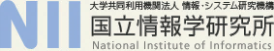 NII
大学共同利用機関法人 情報・システム研究機構
国立情報学研究所
National Institute of Informatics